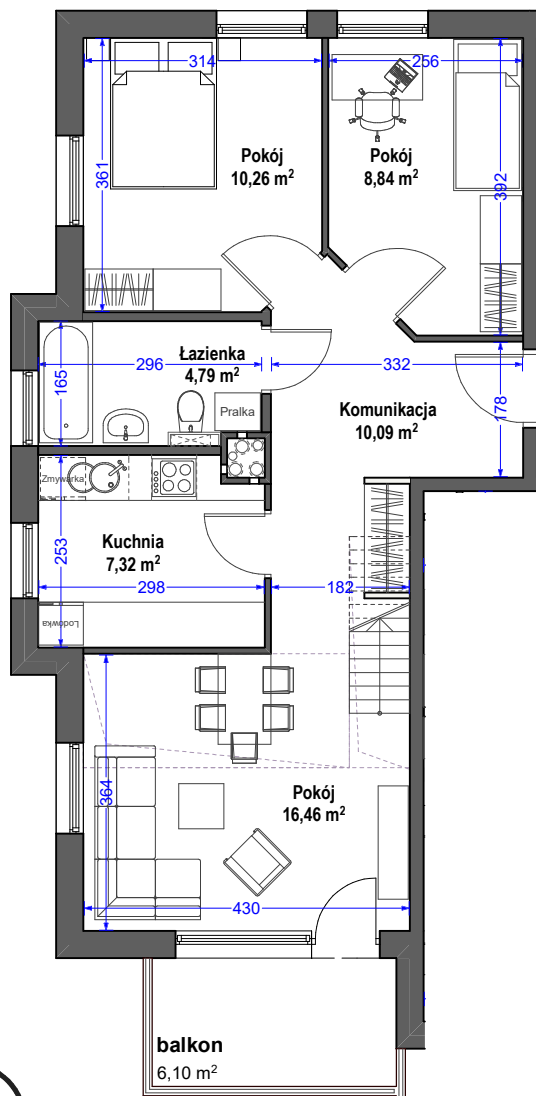 314
256
Pokój
10,26 m²
Pokój
8,84 m²
361
392
Łazienka
4,79 m²
296
165
Pralka
332
178
Komunikacja
10,09 m²
Zmywarka
Kuchnia
7,32 m²
253
298
182
Lodówka
364
Pokój
16,46 m²
430
balkon
6,10 m²